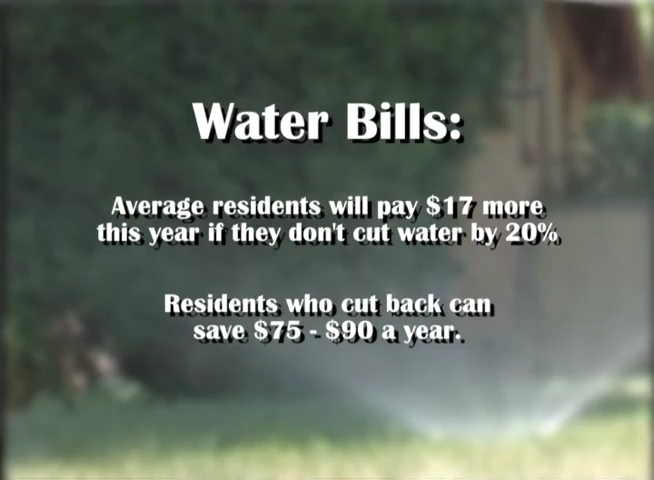 Water Bills:
Average residents will pay $17 more
this year if they don't cut water by 20%
Residents who cut back can
save $75 - $90 a year.